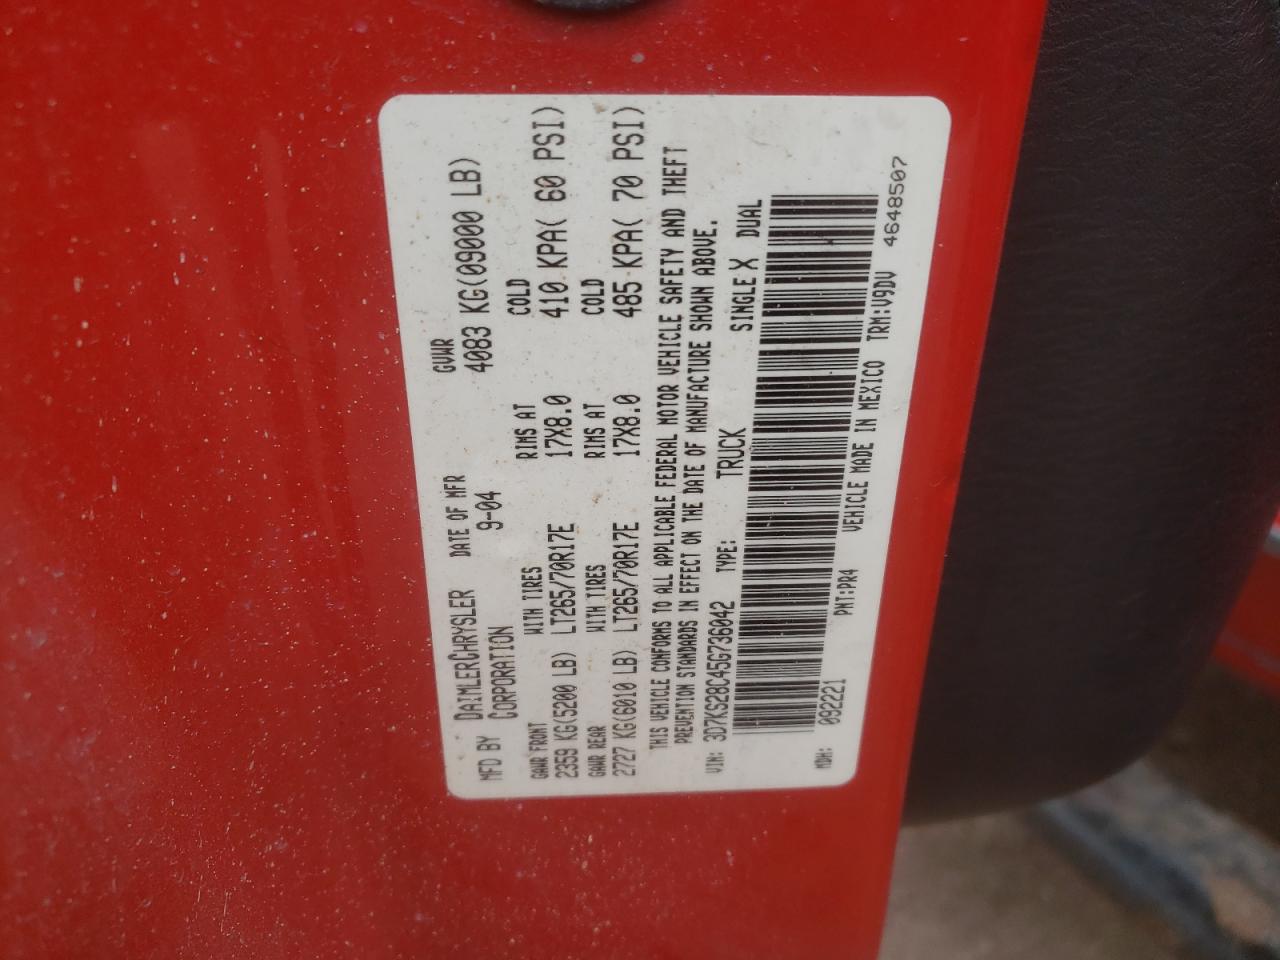 MFD BY DAIMLERCHRYSLER CORPORATION DATE OF MFR 9-04 GVWR 4083 KG(09000 LB)
GAWR FRONT WITH TIRES RIMS AT COLD
2359 KG(5200 LB) LT265/70R17E 17X8.0 410 KPA( 60 PSI)
GAWR REAR WITH TIRES RIMS AT COLD
2727 KG(6010 LB) LT265/70R17E 17X8.0 485 KPA( 70 PSI)
THIS VEHICLE CONFORMS TO ALL APPLICABLE FEDERAL MOTOR VEHICLE SAFETY AND THEFT
PREVENTION STANDARDS IN EFFECT ON THE DATE OF MANUFACTURE SHOWN ABOVE.
VIN: 3D7KS28C45G736042 TYPE: TRUCK SINGLE X DUAL
MDH: 092221 PNT:PR4 VEHICLE MADE IN MEXICO TRM:V9DV 4648507